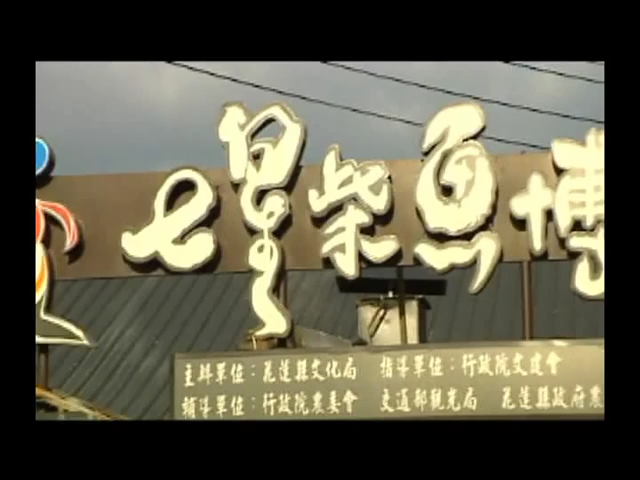 七星柴魚博
主辦單位：花蓮縣文化局 指導單位：行政院文建會
輔導單位：行政院農委會 交通部觀光局 花蓮縣政府農